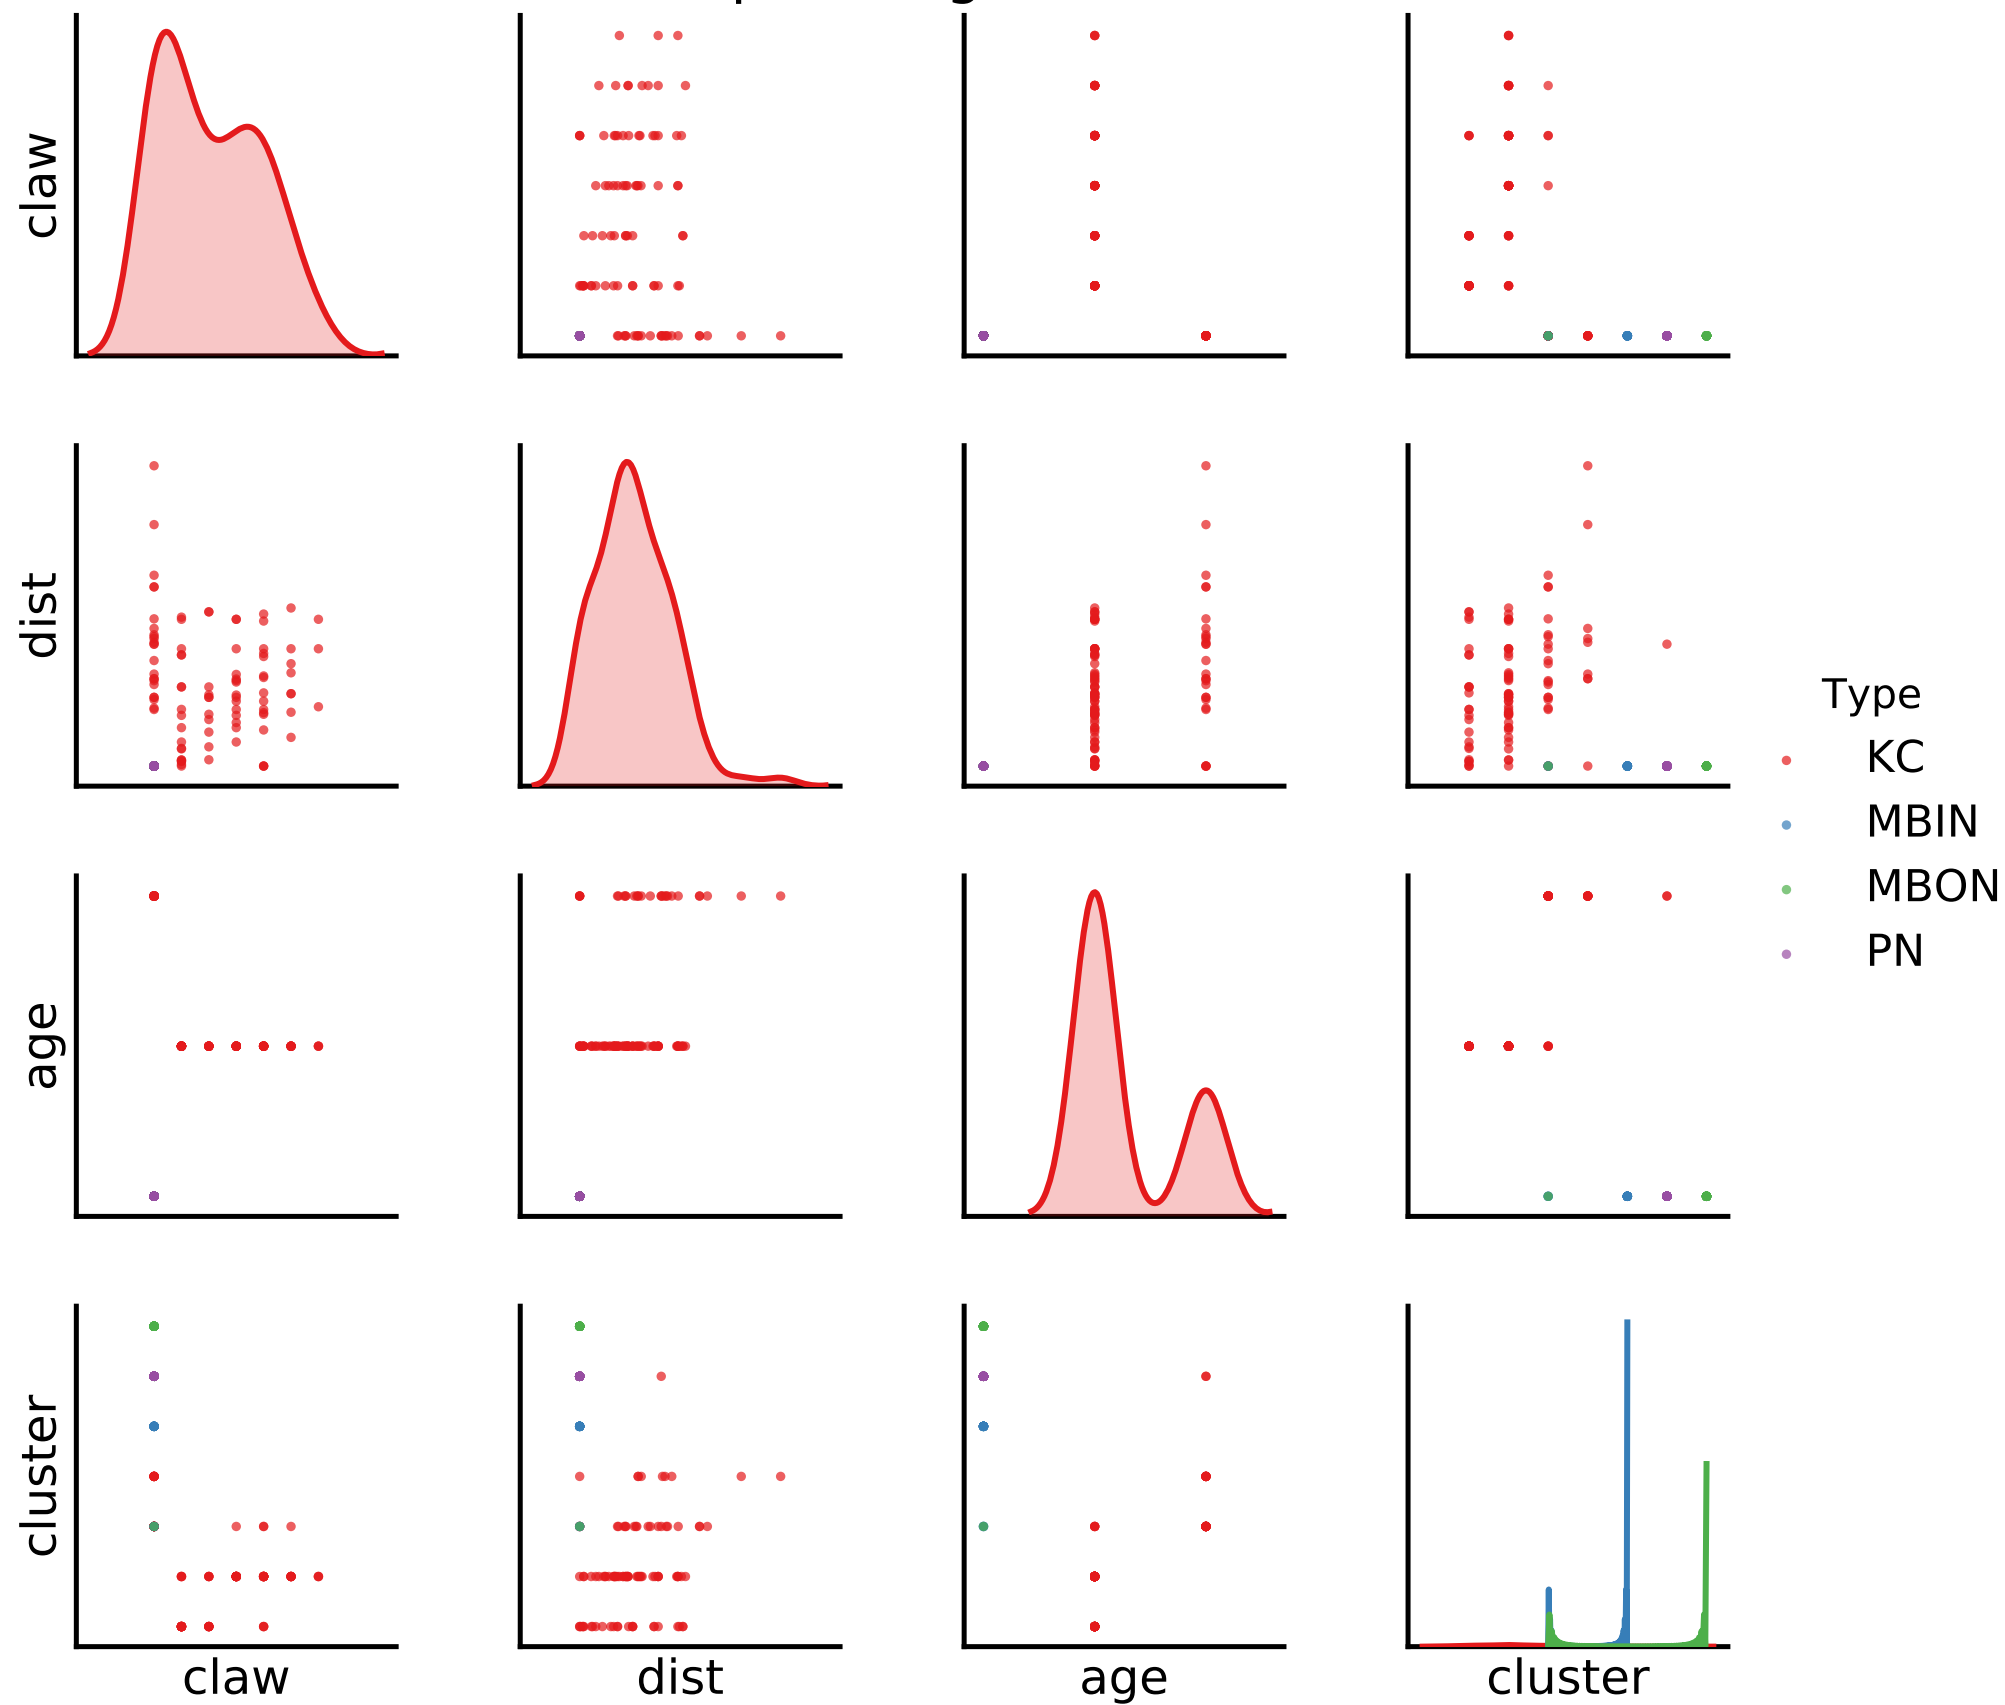 claw
dist
age
cluster
claw
dist
age
cluster
Type
KC
MBIN
MBON
PN